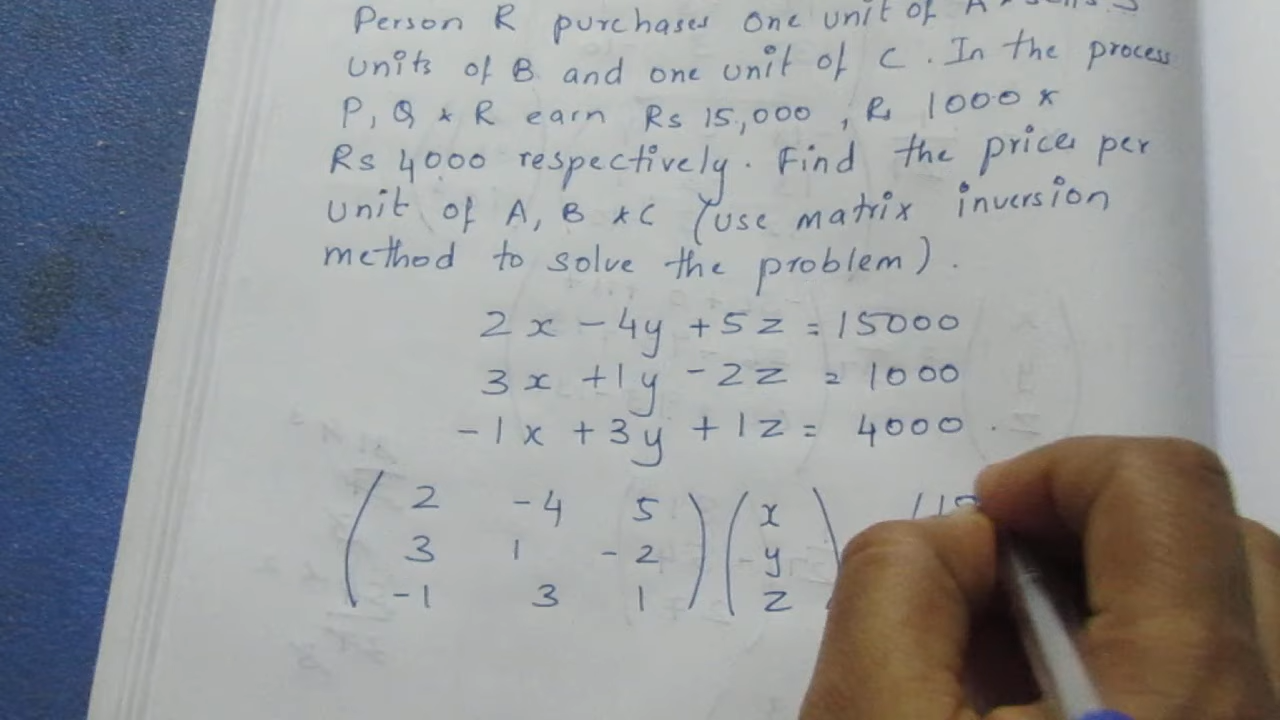 Person R purchases one unit of A
units of B and one unit of C. In the process
P, Q & R earn Rs 15,000, Rs 1000 &
Rs 4000 respectively. Find the prices per
unit of A, B & C (use matrix inversion
method to solve the problem).
2x - 4y + 5z = 15000
3x + 1y - 2z = 1000
-1x + 3y + 1z = 4000.
( 2 -4 5 ) ( x )
3 1 -2 y
-1 3 1 z